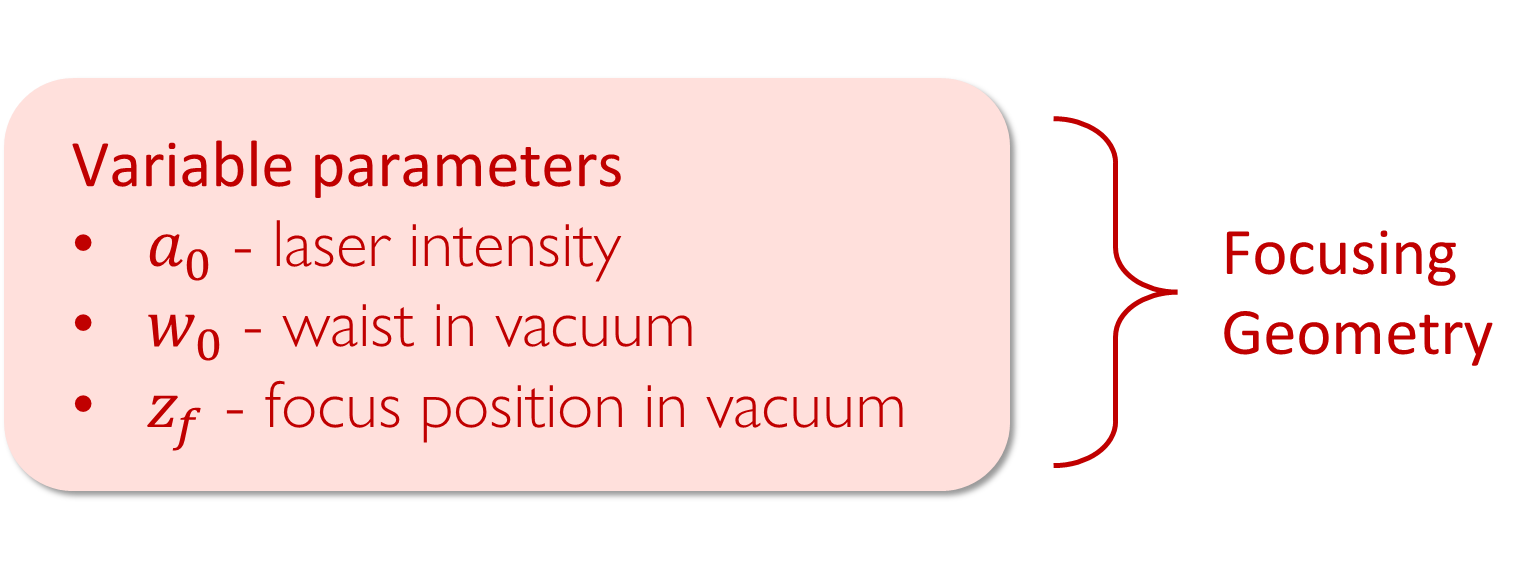 Variable parameters
• a₀ - laser intensity
• w₀ - waist in vacuum
• z_f - focus position in vacuum
Focusing
Geometry